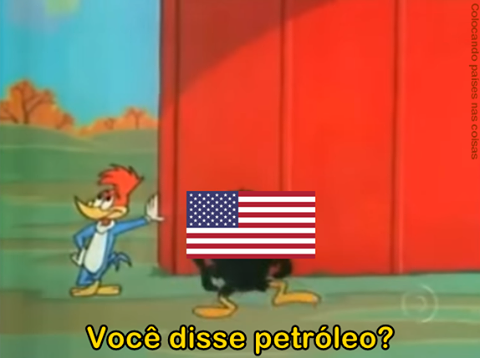 Colocando países nas coisas
Você disse petróleo?